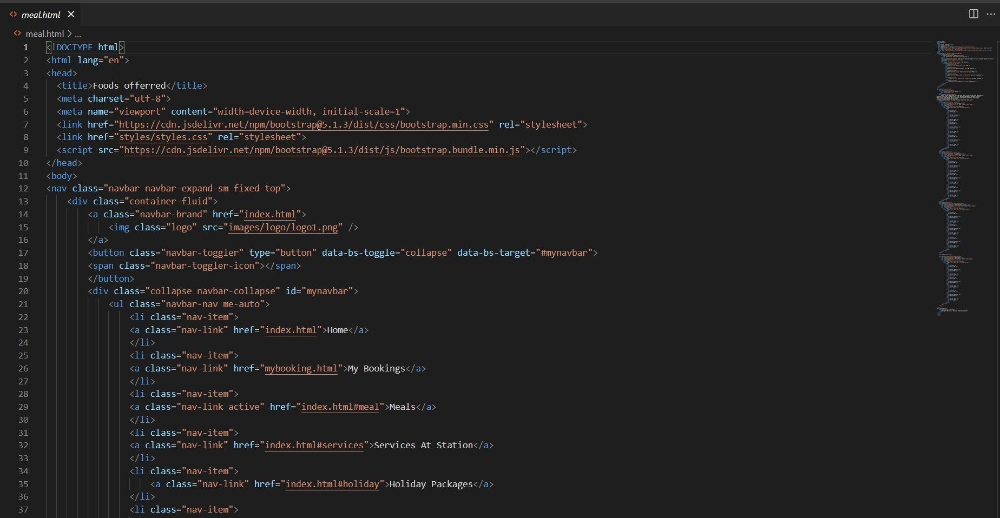 meal.html
meal.html > ...
1 <!DOCTYPE html>
2 <html lang="en">
3 <head>
4 <title>Foods offerred</title>
5 <meta charset="utf-8">
6 <meta name="viewport" content="width=device-width, initial-scale=1">
7 <link href="https://cdn.jsdelivr.net/npm/bootstrap@5.1.3/dist/css/bootstrap.min.css" rel="stylesheet">
8 <link href="styles/styles.css" rel="stylesheet">
9 <script src="https://cdn.jsdelivr.net/npm/bootstrap@5.1.3/dist/js/bootstrap.bundle.min.js"></script>
10 </head>
11 <body>
12 <nav class="navbar navbar-expand-sm fixed-top">
13 <div class="container-fluid">
14 <a class="navbar-brand" href="index.html">
15 <img class="logo" src="images/logo/logo1.png" />
16 </a>
17 <button class="navbar-toggler" type="button" data-bs-toggle="collapse" data-bs-target="#mynavbar">
18 <span class="navbar-toggler-icon"></span>
19 </button>
20 <div class="collapse navbar-collapse" id="mynavbar">
21 <ul class="navbar-nav me-auto">
22 <li class="nav-item">
23 <a class="nav-link" href="index.html">Home</a>
24 </li>
25 <li class="nav-item">
26 <a class="nav-link" href="mybooking.html">My Bookings</a>
27 </li>
28 <li class="nav-item">
29 <a class="nav-link active" href="index.html#meal">Meals</a>
30 </li>
31 <li class="nav-item">
32 <a class="nav-link" href="index.html#services">Services At Station</a>
33 </li>
34 <li class="nav-item">
35 <a class="nav-link" href="index.html#holiday">Holiday Packages</a>
36 </li>
37 <li class="nav-item">